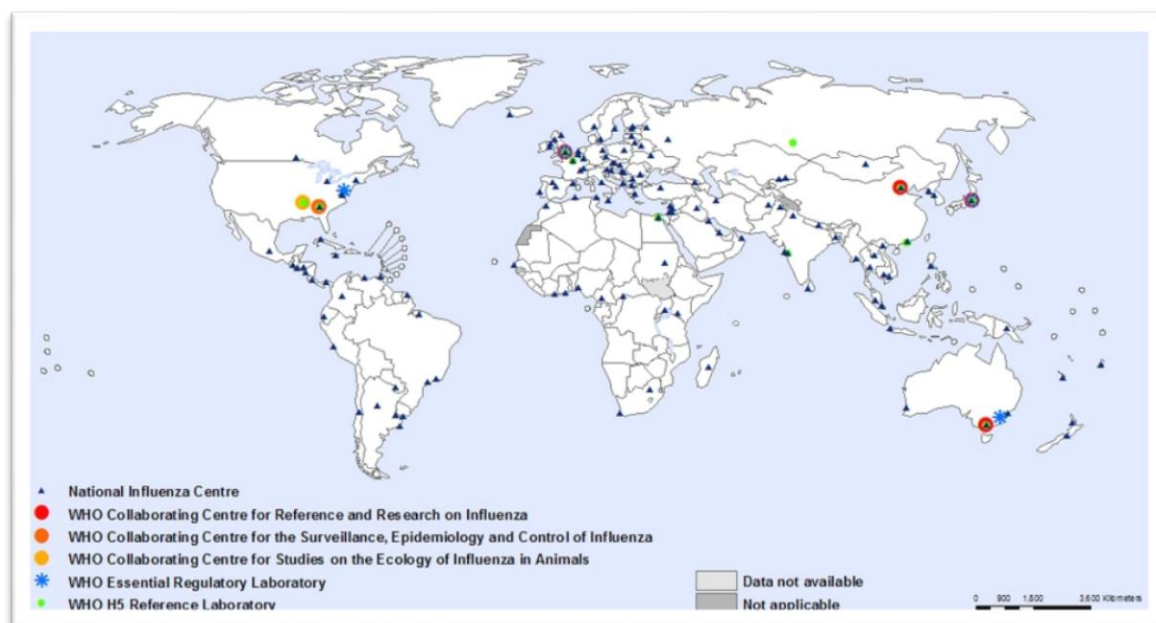 National Influenza Centre
WHO Collaborating Centre for Reference and Research on Influenza
WHO Collaborating Centre for the Surveillance, Epidemiology and Control of Influenza
WHO Collaborating Centre for Studies on the Ecology of Influenza in Animals
WHO Essential Regulatory Laboratory
WHO H5 Reference Laboratory
Data not available
Not applicable
0 900 1,800 3,600 Kilometers